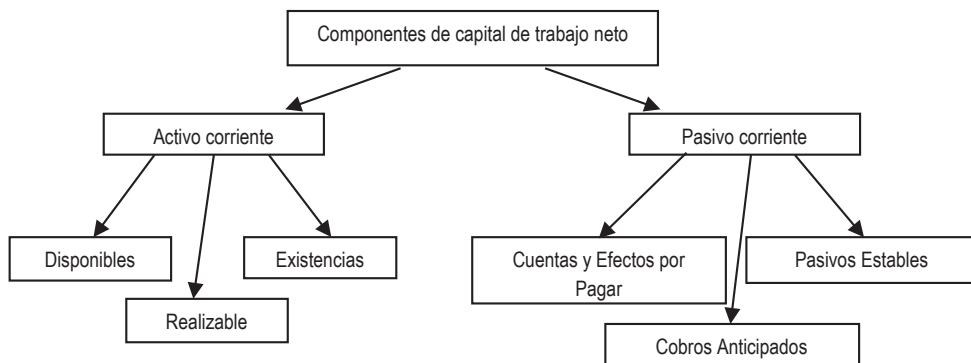 Componentes de capital de trabajo neto
Activo corriente
Pasivo corriente
Disponibles
Existencias
Realizable
Cuentas y Efectos por
Pagar
Pasivos Estables
Cobros Anticipados